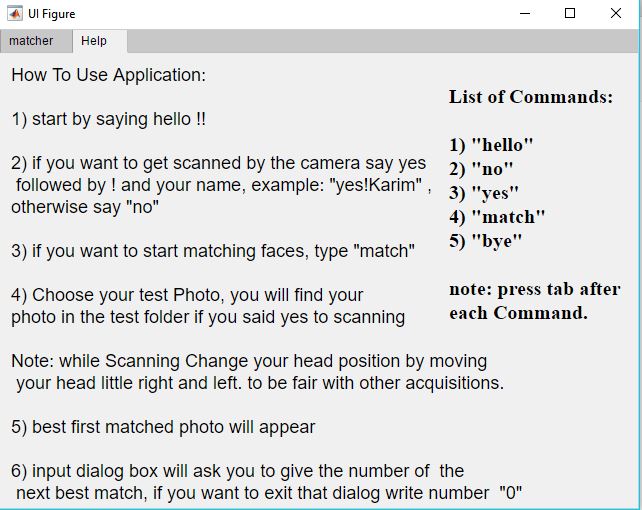 UI Figure
matcher
Help
How To Use Application:
1) start by saying hello !!
2) if you want to get scanned by the camera say yes
followed by ! and your name, example: "yes!Karim" ,
otherwise say "no"
3) if you want to start matching faces, type "match"
4) Choose your test Photo, you will find your
photo in the test folder if you said yes to scanning
Note: while Scanning Change your head position by moving
your head little right and left. to be fair with other acquisitions.
5) best first matched photo will appear
6) input dialog box will ask you to give the number of  the
next best match, if you want to exit that dialog write number  "0"
List of Commands:
1) "hello"
2) "no"
3) "yes"
4) "match"
5) "bye"
note: press tab after
each Command.